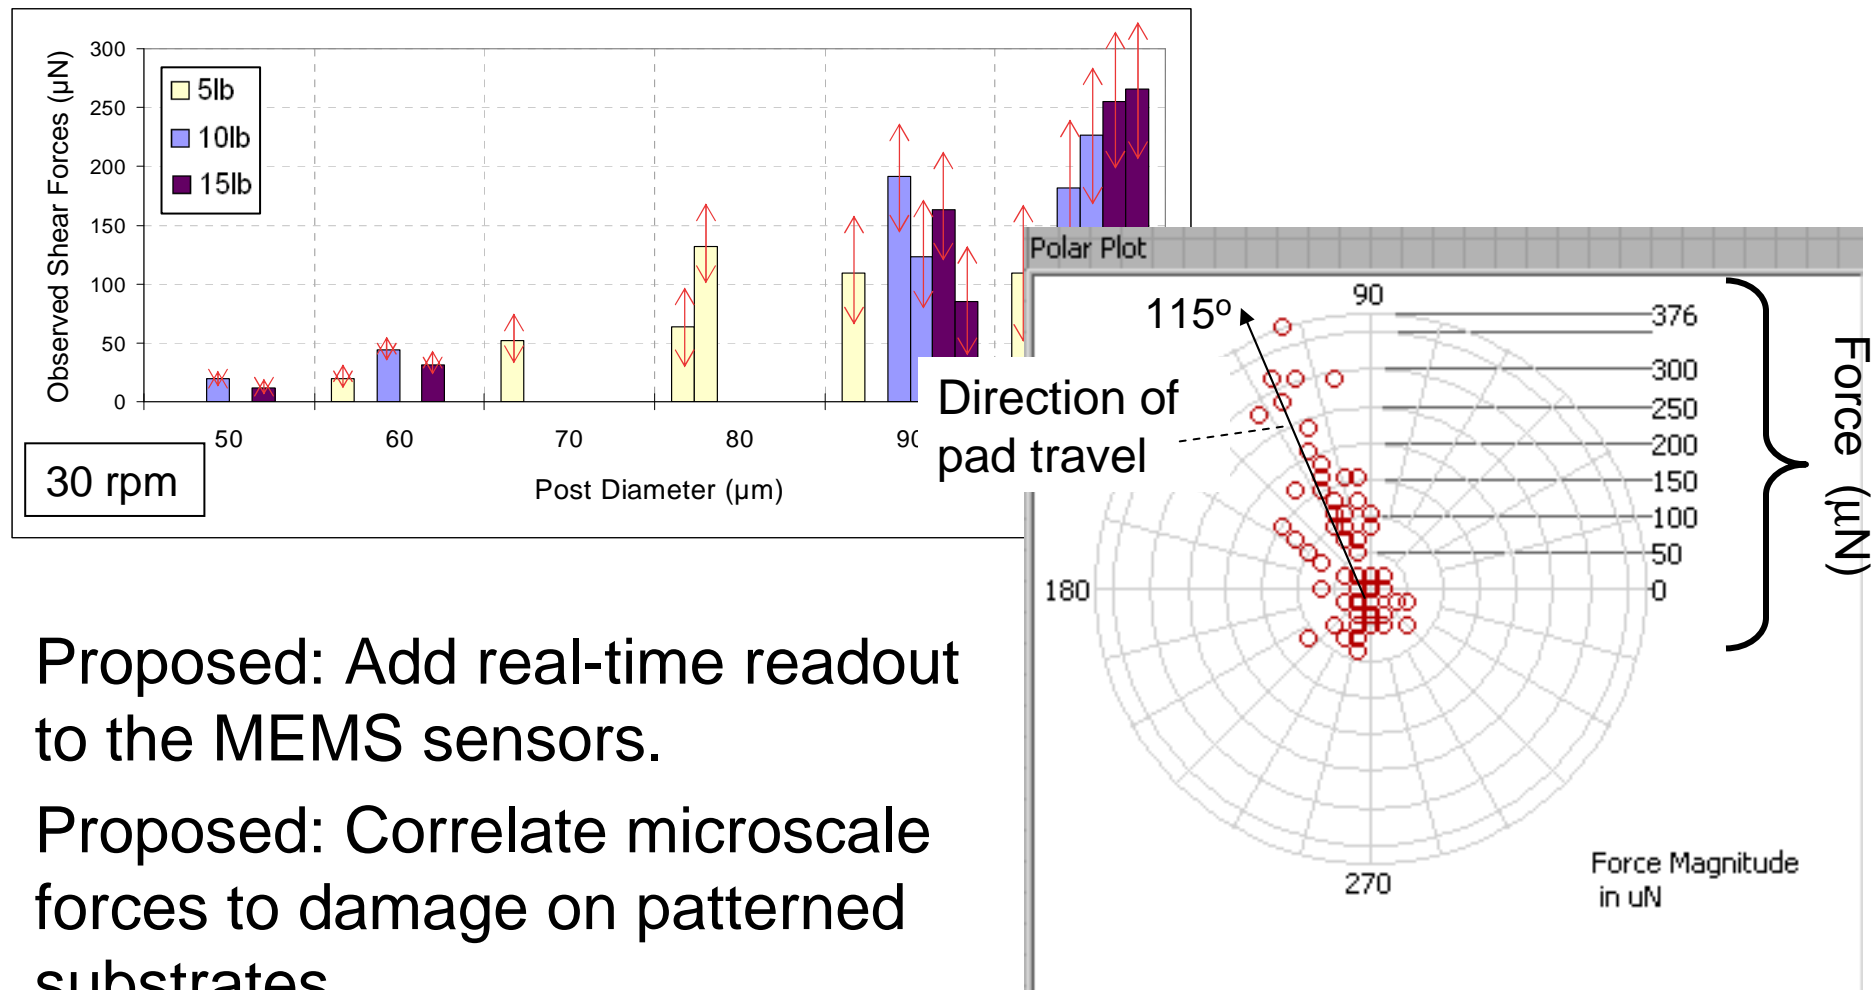 Observed Shear Forces (µN)
300
250
200
150
100
50
0
5lb
10lb
15lb
50
60
70
80
90
Post Diameter (µm)
30 rpm
Polar Plot
115º
90
180
270
376
300
250
200
150
100
50
0
Direction of
pad travel
Force (µN)
Force Magnitude
in uN
Proposed: Add real-time readout
to the MEMS sensors.
Proposed: Correlate microscale
forces to damage on patterned
substrates